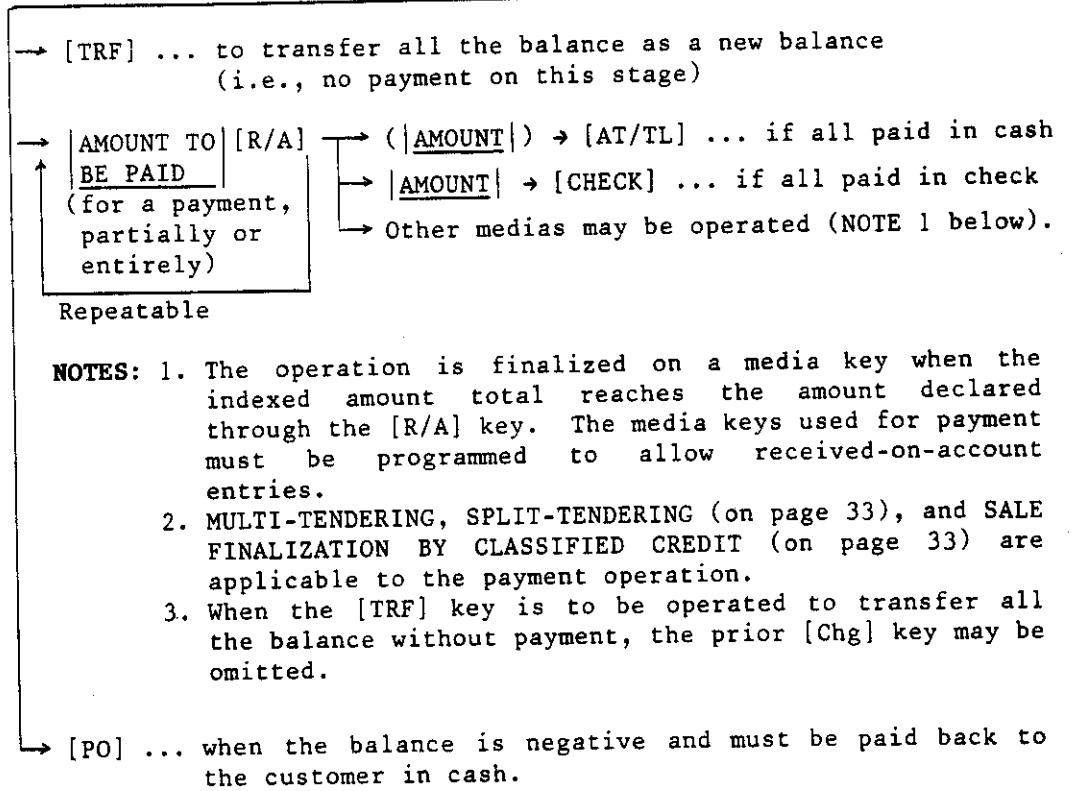 [TRF] ... to transfer all the balance as a new balance
(i.e., no payment on this stage)
|AMOUNT TO| [R/A] → (|AMOUNT|) → [AT/TL] ... if all paid in cash
|BE PAID |→ |AMOUNT| → [CHECK] ... if all paid in check
(for a payment, → Other medias may be operated (NOTE 1 below).
partially or
entirely)
Repeatable
NOTES: 1. The operation is finalized on a media key when the
indexed amount total reaches the amount declared
through the [R/A] key. The media keys used for payment
must be programmed to allow received-on-account
entries.
2. MULTI-TENDERING, SPLIT-TENDERING (on page 33), and SALE
FINALIZATION BY CLASSIFIED CREDIT (on page 33) are
applicable to the payment operation.
3. When the [TRF] key is to be operated to transfer all
the balance without payment, the prior [Chg] key may be
omitted.
[PO] ... when the balance is negative and must be paid back to
the customer in cash.